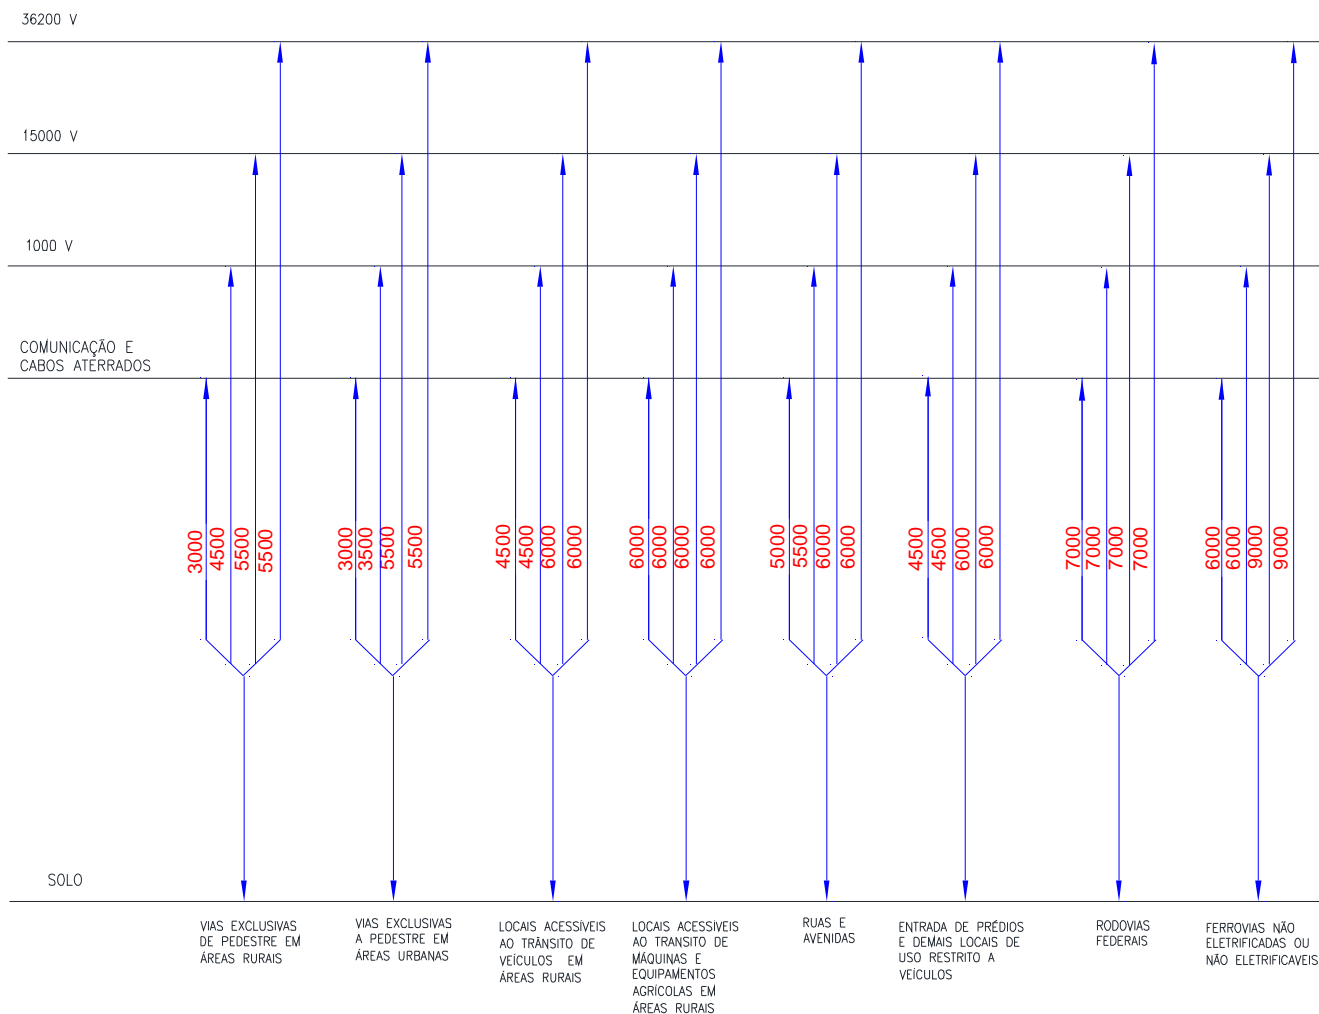 36200 V
15000 V
1000 V
COMUNICAÇÃO E
CABOS ATERRADOS
3000
4500
5500
5500
3000
3500
5500
5500
4500
4500
6000
6000
6000
6000
6000
6000
5000
5500
6000
6000
4500
4500
6000
6000
7000
7000
7000
7000
6000
6000
9000
9000
SOLO
VIAS EXCLUSIVAS
DE PEDESTRE EM
ÁREAS RURAIS
VIAS EXCLUSIVAS
A PEDESTRE EM
ÁREAS URBANAS
LOCAIS ACESSÍVEIS
AO TRÂNSITO DE
VEÍCULOS EM
ÁREAS RURAIS
LOCAIS ACESSÍVEIS
AO TRANSITO DE
MÁQUINAS E
EQUIPAMENTOS
AGRÍCOLAS EM
ÁREAS RURAIS
RUAS E
AVENIDAS
ENTRADA DE PRÉDIOS
E DEMAIS LOCAIS DE
USO RESTRITO A
VEÍCULOS
RODOVIAS
FEDERAIS
FERROVIAS NÃO
ELETRIFICADAS OU
NÃO ELETRIFICAVEIS